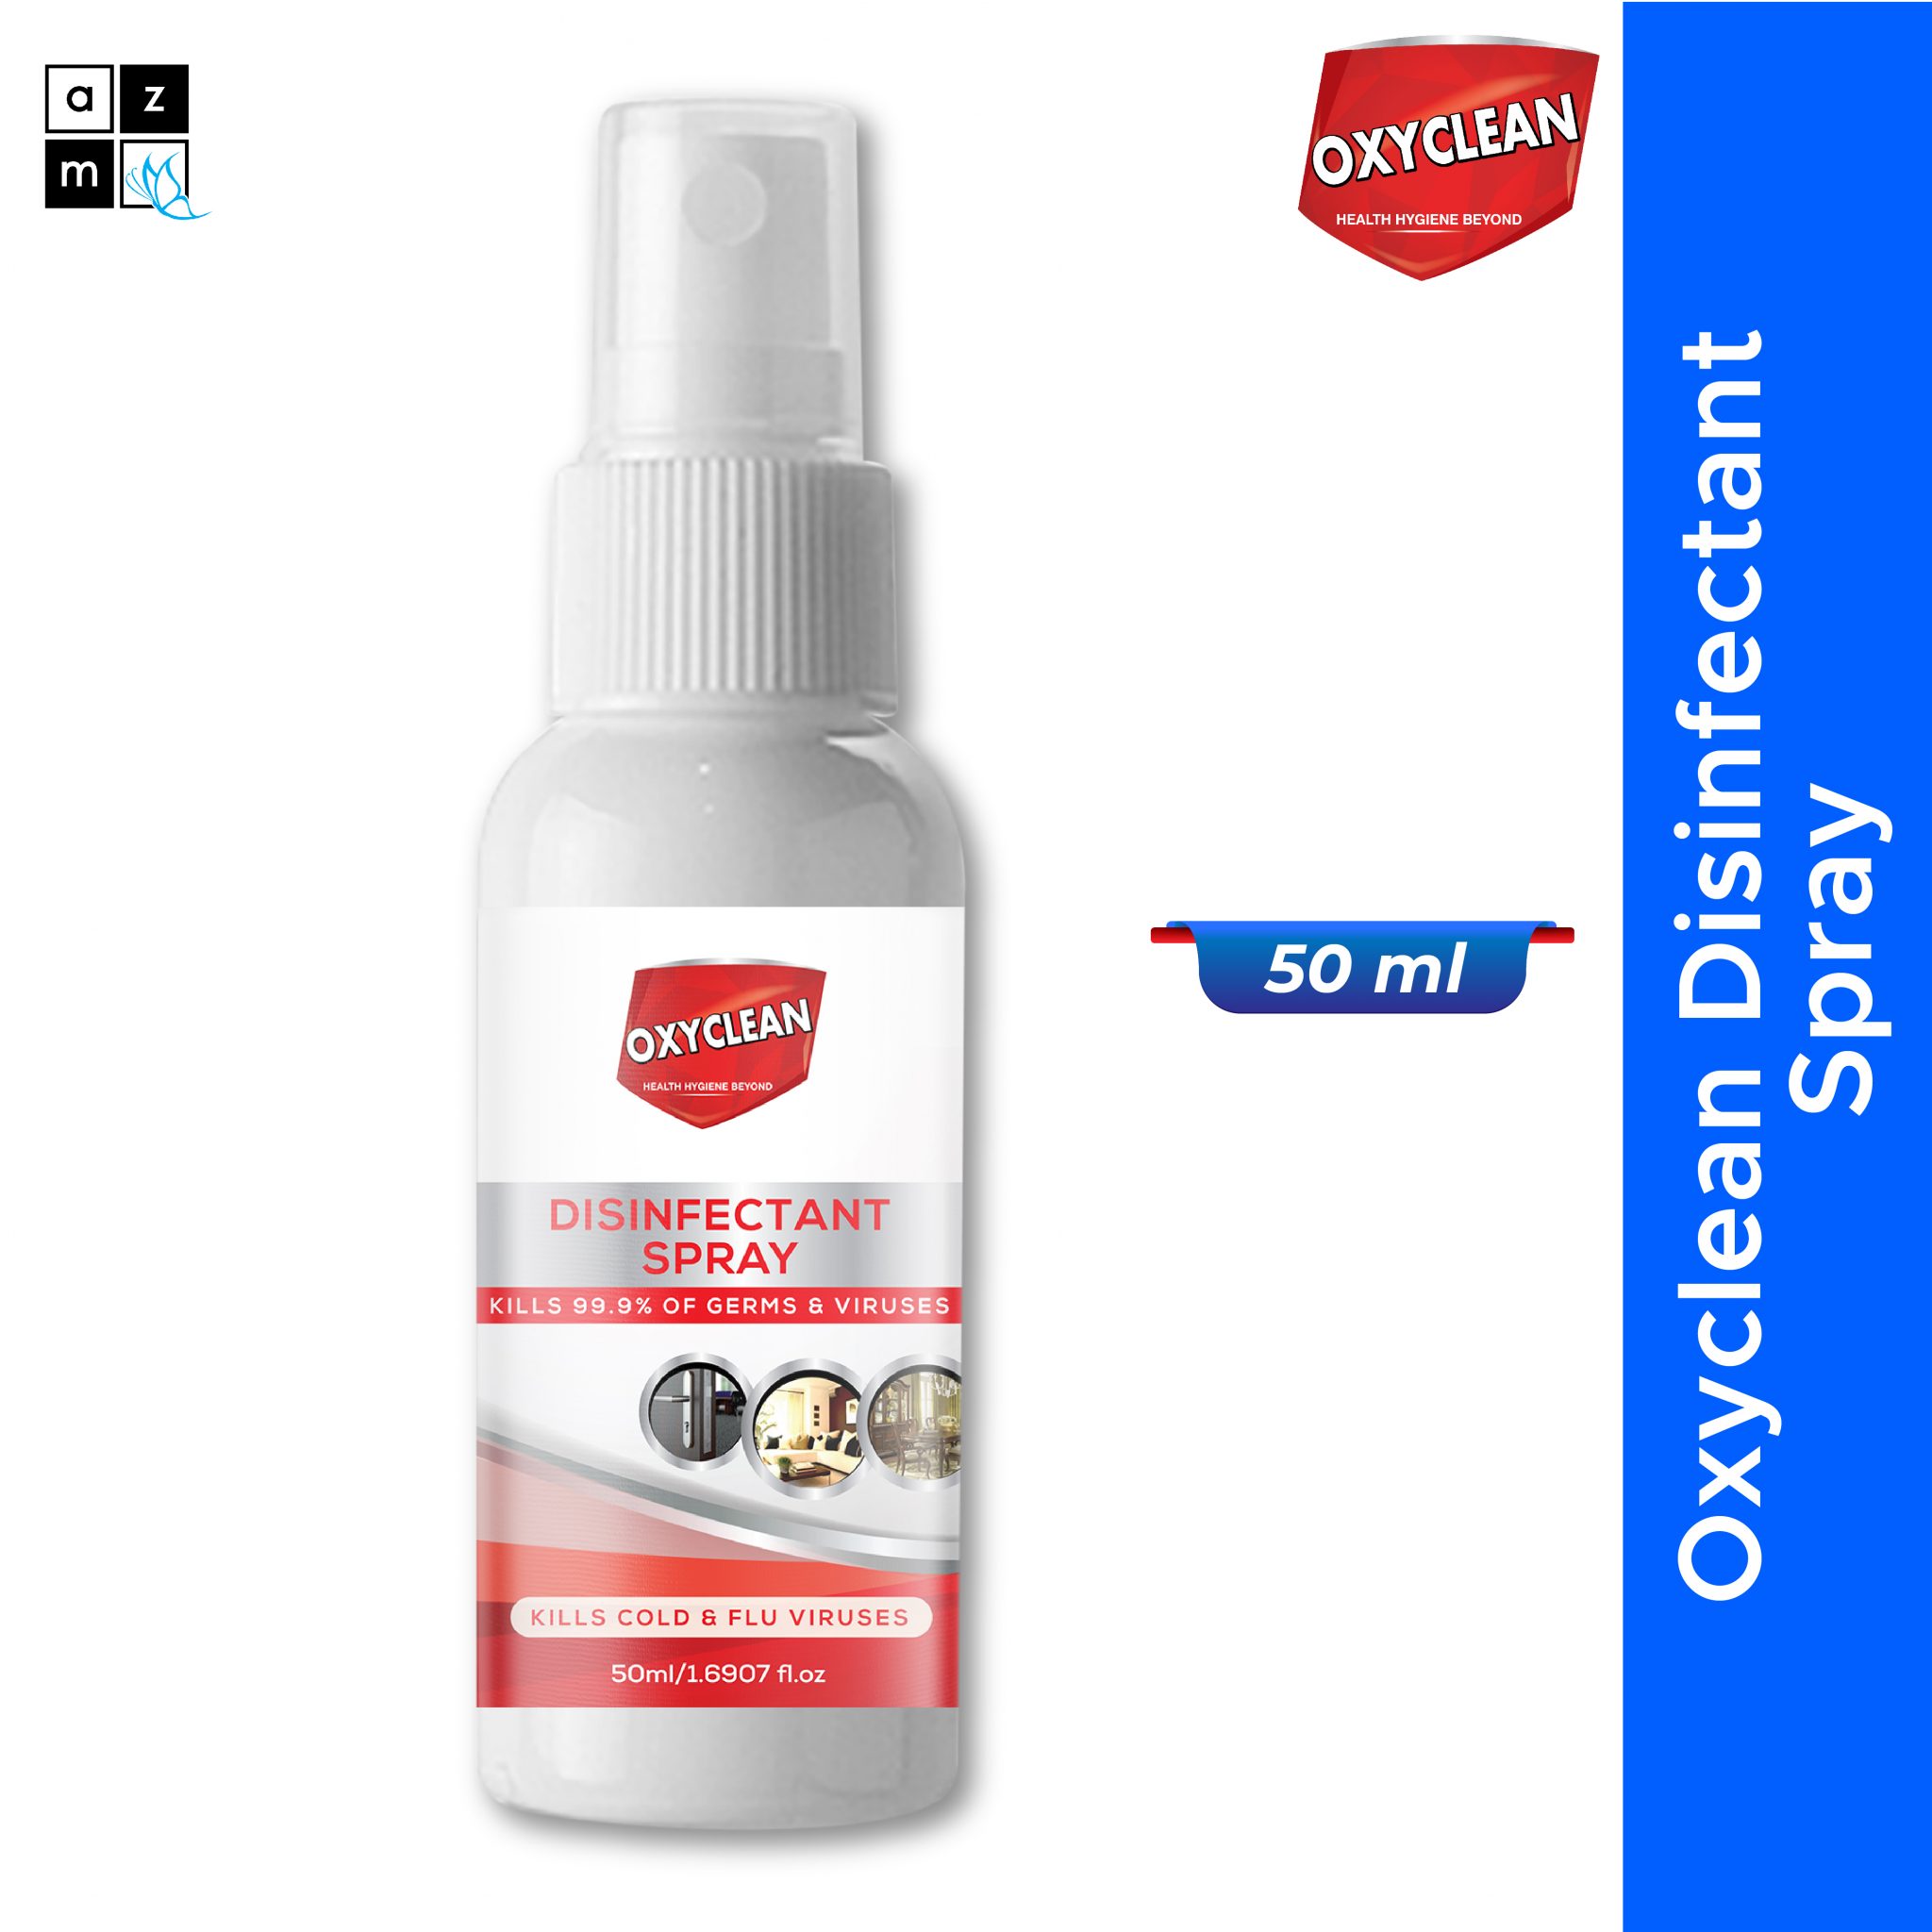 a z
m
OXYCLEAN
HEALTH HYGIENE BEYOND
OXYCLEAN
HEALTH HYGIENE BEYOND
DISINFECTANT
SPRAY
KILLS 99.9% OF GERMS & VIRUSES
KILLS COLD & FLU VIRUSES
50ml/1.6907 fl.oz
50 ml
Oxyclean Disinfectant
Spray